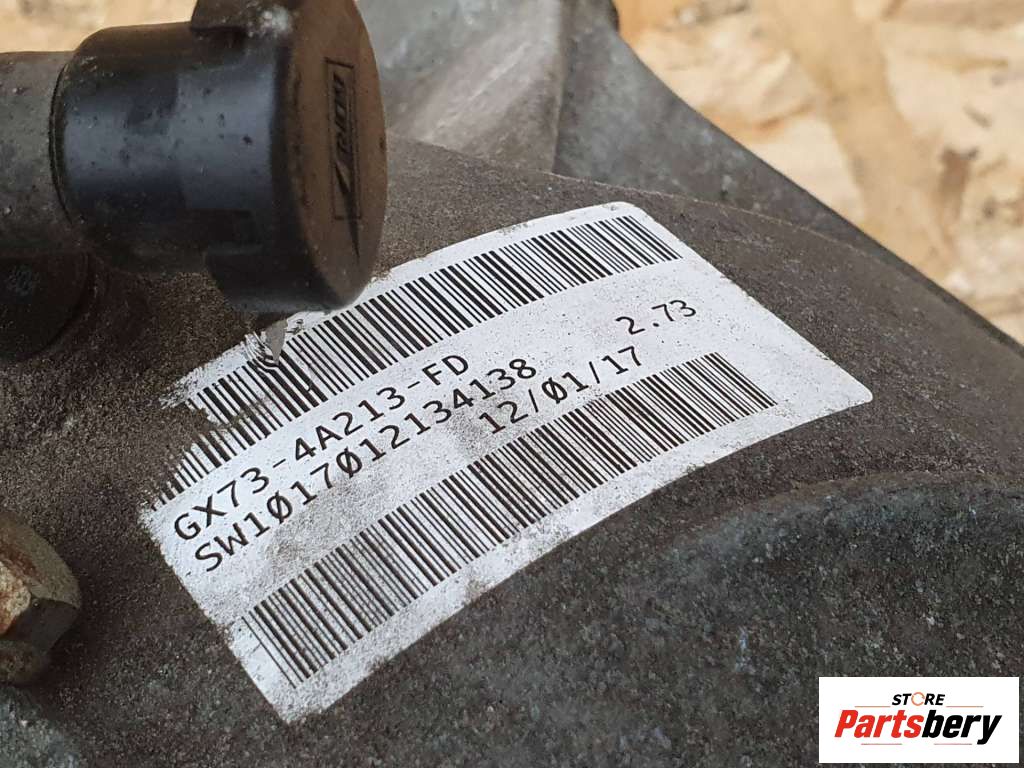 GX73-4A213-FD 2.73
SW1Ø17Ø12134138
12/Ø1/17
STORE
Partsbery